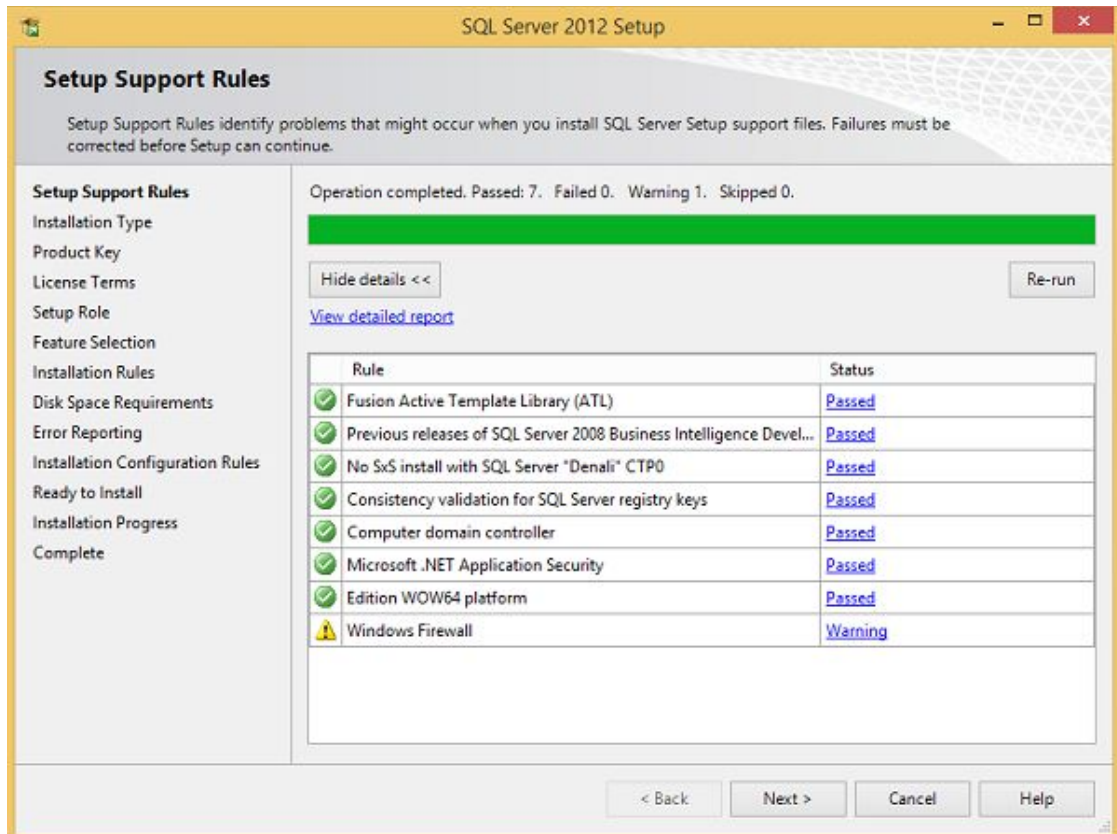 SQL Server 2012 Setup
Setup Support Rules
Setup Support Rules identify problems that might occur when you install SQL Server Setup support files. Failures must be
corrected before Setup can continue.
Setup Support Rules
Installation Type
Product Key
License Terms
Setup Role
Feature Selection
Installation Rules
Disk Space Requirements
Error Reporting
Installation Configuration Rules
Ready to Install
Installation Progress
Complete
Operation completed. Passed: 7.   Failed 0.   Warning 1.   Skipped 0.
Hide details <<
Re-run
View detailed report
Rule Status
Fusion Active Template Library (ATL) Passed
Previous releases of SQL Server 2008 Business Intelligence Devel... Passed
No SxS install with SQL Server "Denali" CTP0 Passed
Consistency validation for SQL Server registry keys Passed
Computer domain controller Passed
Microsoft .NET Application Security Passed
Edition WOW64 platform Passed
Windows Firewall Warning
< Back Next > Cancel Help